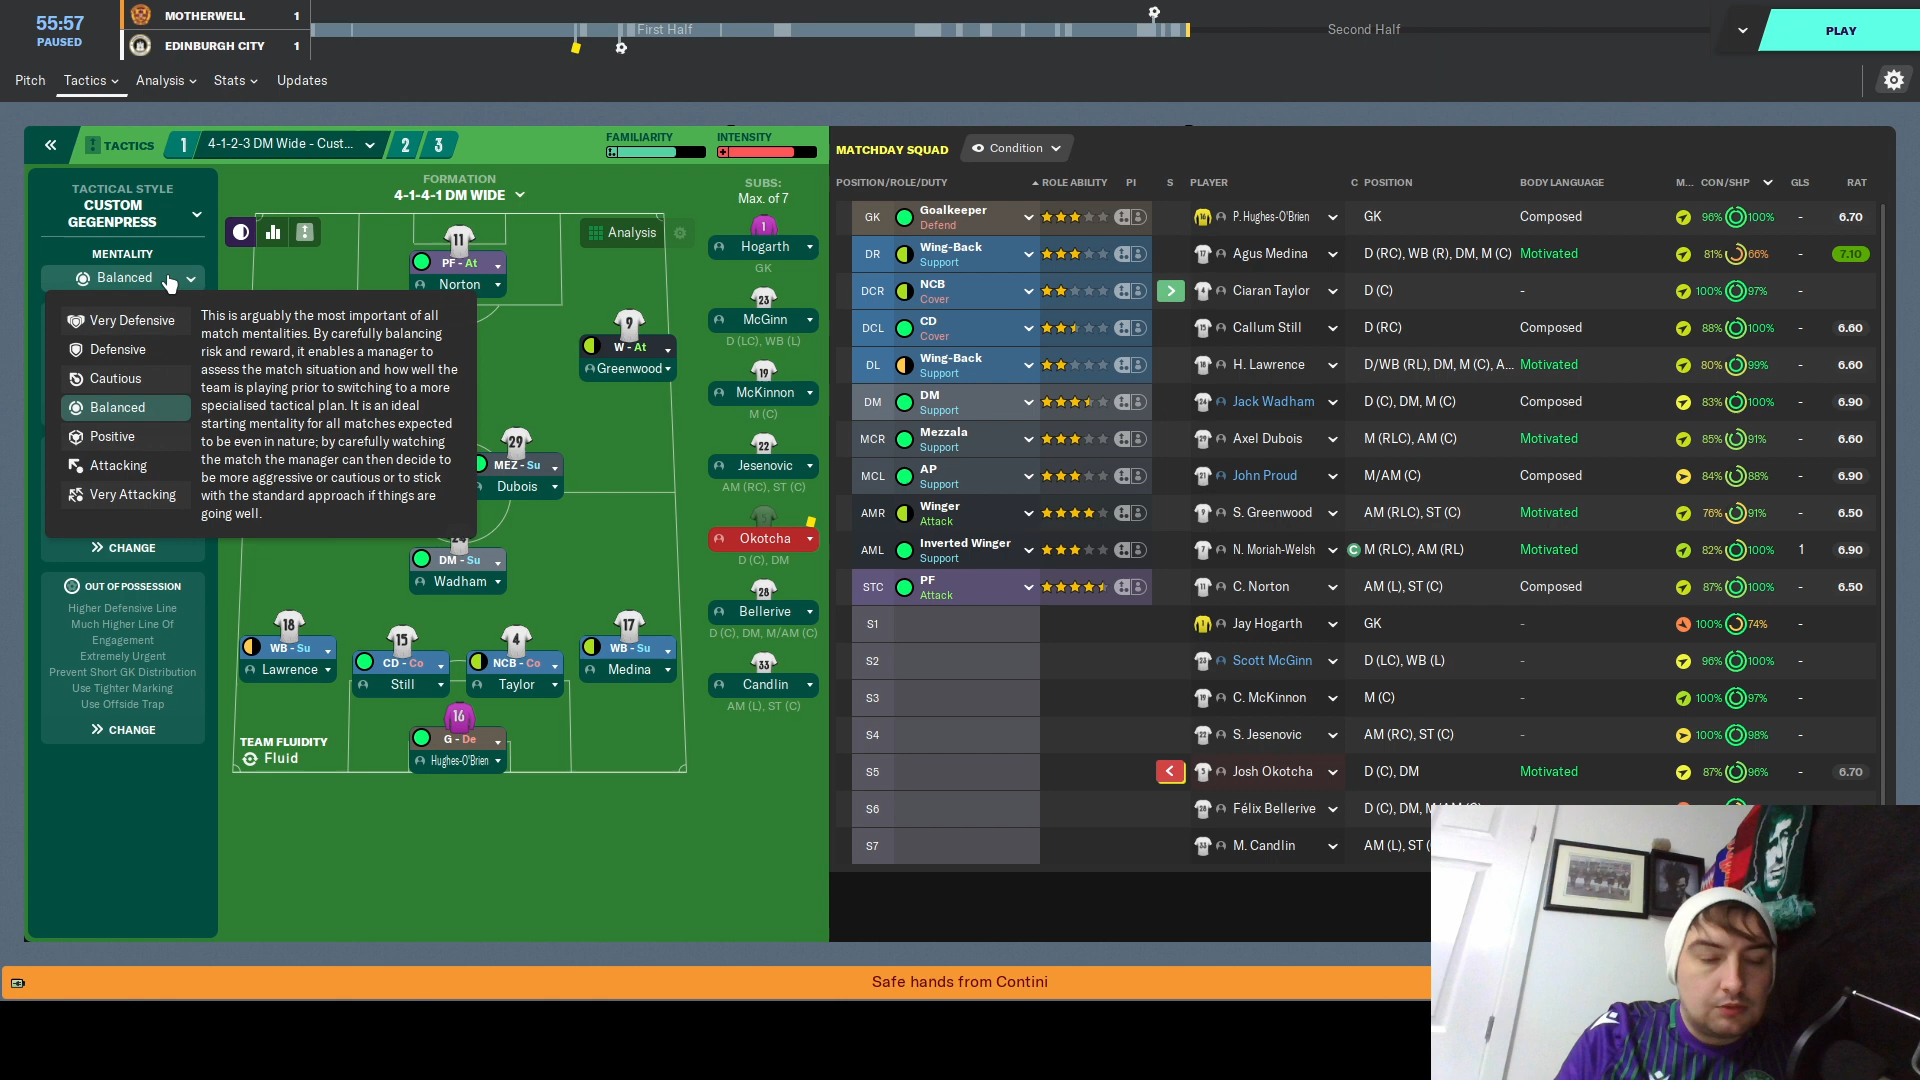 55:57
PAUSED
MOTHERWELL 1
EDINBURGH CITY 1
First Half
Second Half
PLAY
Pitch Tactics Analysis Stats Updates
TACTICS 1 4-1-2-3 DM Wide - Cust... 2 3
FAMILIARITY
INTENSITY
TACTICAL STYLE
CUSTOM
GEGENPRESS
MENTALITY
Balanced
Very Defensive
Defensive
Cautious
Balanced
Positive
Attacking
Very Attacking
This is arguably the most important of all
match mentalities. By carefully balancing
risk and reward, it enables a manager to
assess the match situation and how well the
team is playing prior to switching to a more
specialised tactical plan. It is an ideal
starting mentality for all matches expected
to be even in nature; by carefully watching
the match the manager can then decide to
be more aggressive or cautious or to stick
with the standard approach if things are
going well.
CHANGE
OUT OF POSSESSION
Higher Defensive Line
Much Higher Line Of
Engagement
Extremely Urgent
Prevent Short GK Distribution
Use Tighter Marking
Use Offside Trap
CHANGE
FORMATION
4-1-4-1 DM WIDE
Analysis
11
PF - At
Norton
9
W - At
Greenwood
29
MEZ - Su
Dubois
DM - Su
Wadham
18
WB - Su
Lawrence
15
CD - Co
Still
4
NCB - Co
Taylor
17
WB - Su
Medina
16
G - De
Hughes-O'Brien
TEAM FLUIDITY
Fluid
SUBS:
Max. of 7
1
Hogarth
GK
23
McGinn
D (LC), WB (L)
19
McKinnon
M (C)
22
Jesenovic
AM (RC), ST (C)
5
Okotcha
D (C), DM
28
Bellerive
D (C), DM, M/AM (C)
33
Candlin
AM (L), ST (C)
MATCHDAY SQUAD Condition
POSITION/ROLE/DUTY ROLE ABILITY PI S PLAYER C POSITION BODY LANGUAGE M... CON/SHP GLS RAT
GK Goalkeeper Defend P. Hughes-O'Brien GK Composed 96% 100% - 6.70
DR Wing-Back Support Agus Medina D (RC), WB (R), DM, M (C) Motivated 81% 66% - 7.10
DCR NCB Cover Ciaran Taylor D (C) - 100% 97% -
DCL CD Cover Callum Still D (RC) Composed 88% 100% - 6.60
DL Wing-Back Support H. Lawrence D/WB (RL), DM, M (C), A... Motivated 80% 99% - 6.60
DM DM Support Jack Wadham D (C), DM, M (C) Composed 83% 100% - 6.90
MCR Mezzala Support Axel Dubois M (RLC), AM (C) Motivated 85% 91% - 6.60
MCL AP Support John Proud M/AM (C) Composed 84% 88% - 6.90
AMR Winger Attack S. Greenwood AM (RLC), ST (C) Motivated 76% 91% - 6.50
AML Inverted Winger Support N. Moriah-Welsh C M (RLC), AM (RL) Motivated 82% 100% 1 6.90
STC PF Attack C. Norton AM (L), ST (C) Composed 87% 100% - 6.50
S1 Jay Hogarth GK - 100% 74% -
S2 Scott McGinn D (LC), WB (L) - 96% 100% -
S3 C. McKinnon M (C) - 100% 97% -
S4 S. Jesenovic AM (RC), ST (C) - 100% 98% -
S5 Josh Okotcha D (C), DM Motivated 87% 96% - 6.70
S6 Félix Bellerive D (C), DM,
S7 M. Candlin AM (L), ST
Safe hands from Contini